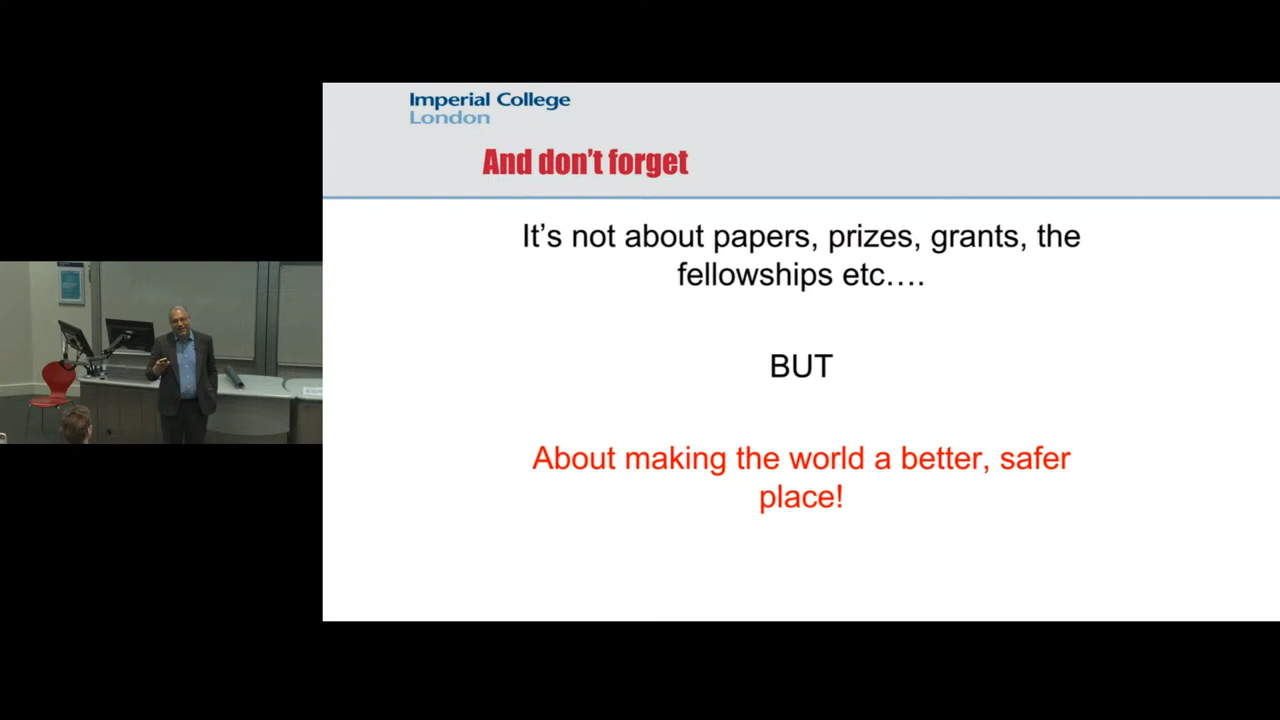 Imperial College
London
And don't forget
It's not about papers, prizes, grants, the
fellowships etc….
BUT
About making the world a better, safer
place!